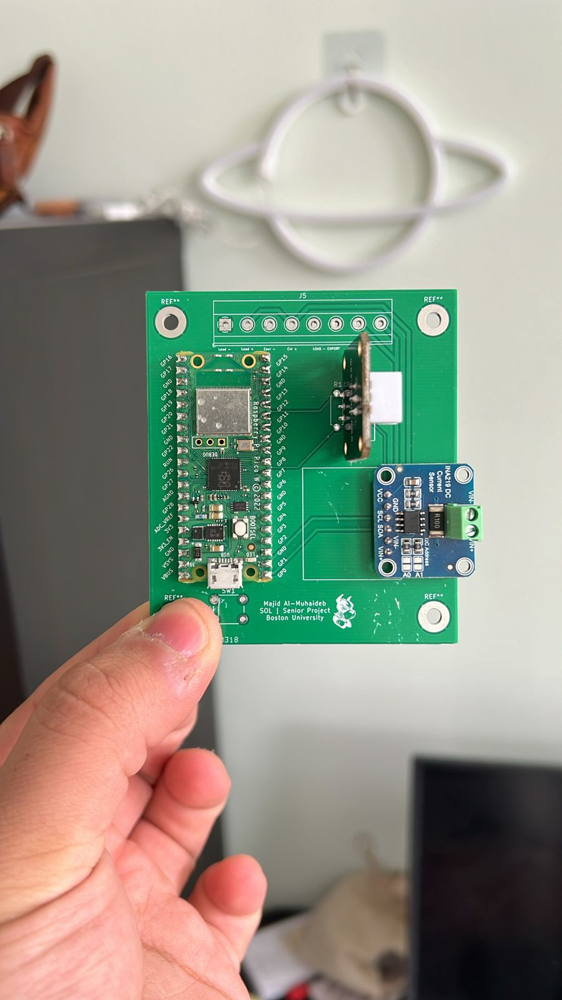 J5
REF**
REF**
Load -
Load +
Cnvr -
Cvr +
LOAD - EXPORT
GP16
GP17
GND
GP18
GP19
GP20
GP21
GND
GP22
RUN
GP26
GP27
AGND
GP28
ADC_VREF
3V3
3V3_EN
GND
VSYS
VBUS
GP15
GP14
GND
GP13
GP12
GP11
GP10
GND
GP9
GP8
GP7
GP6
GND
GP5
GP4
GP3
GP2
GND
GP1
GP0
DEBUG
Raspberry Pi Pico W © 2022
BOOTSEL
LED
USB
39
INA219 DC
Current
Sensor
VCC
GND
SCL
SDA
VIN-
VIN+
R100
VIN-
VIN+
I2C Address
A0 A1
SW1
REF**
REF**
Majid Al-Muhaideb
SOL | Senior Project
Boston University